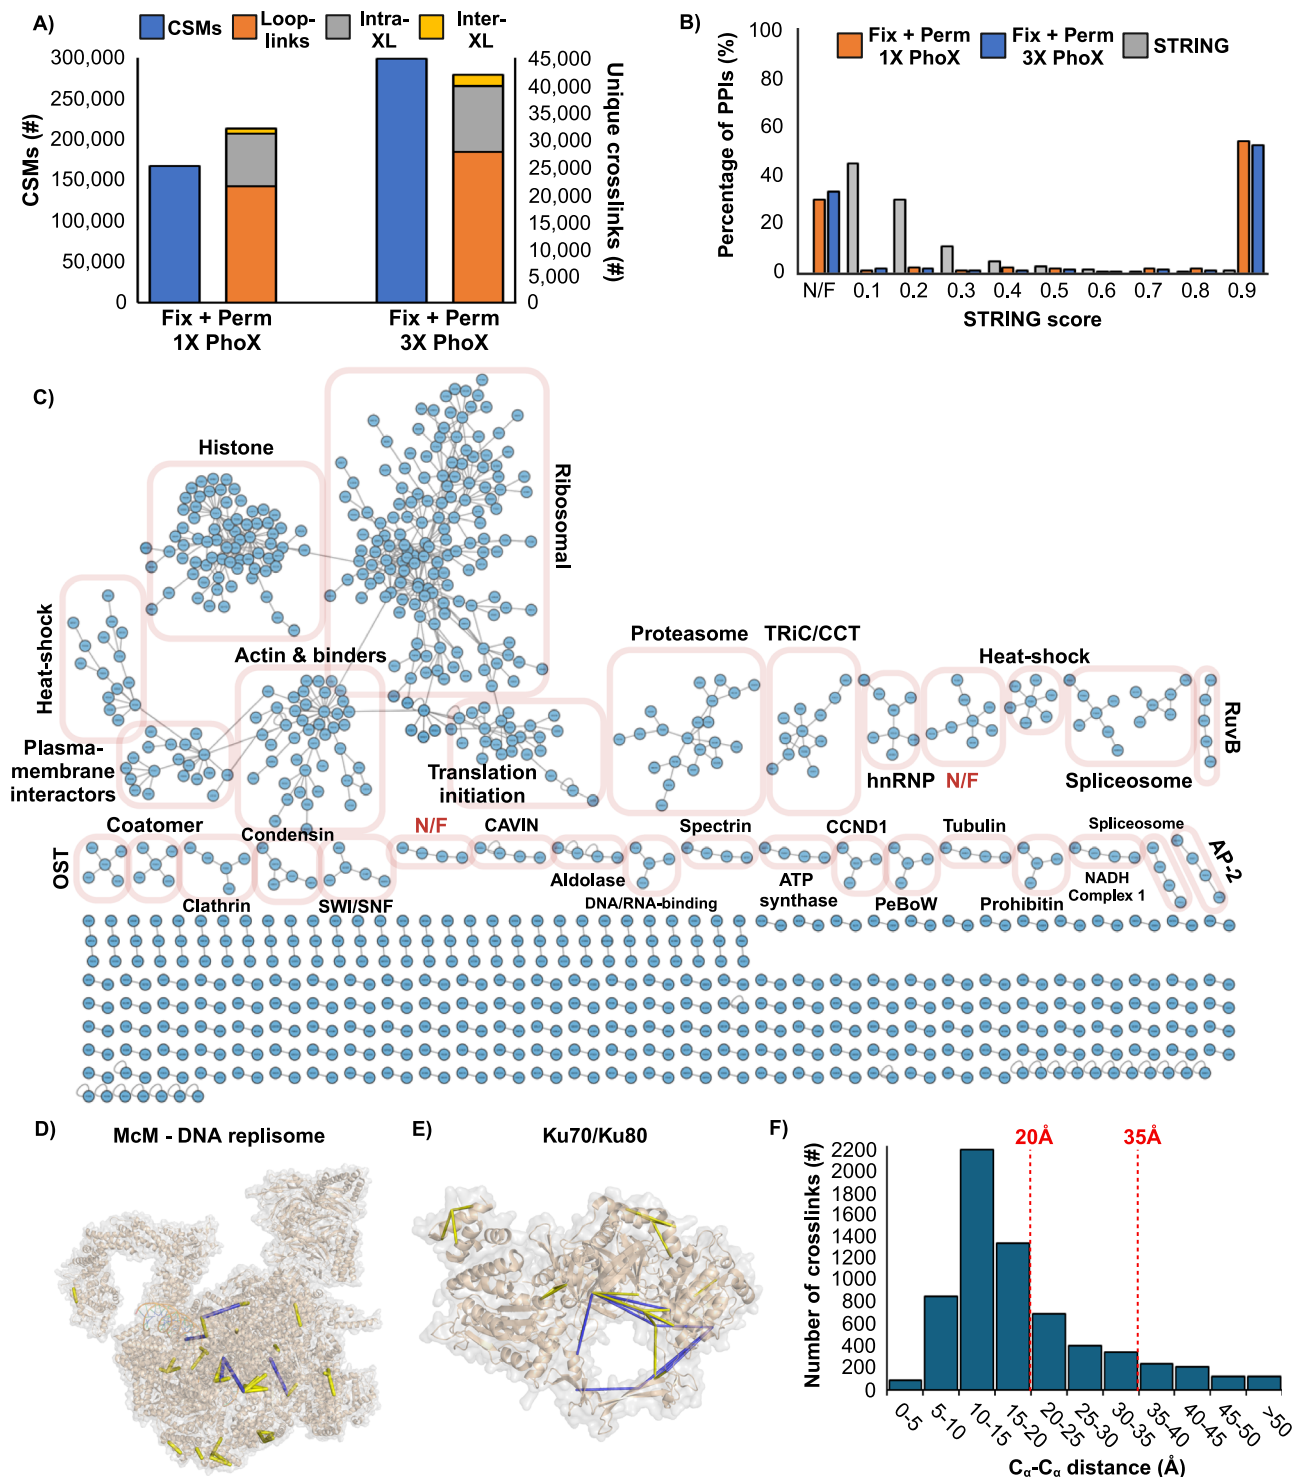 A)
CSMs
Loop-
links
Intra-
XL
Inter-
XL
CSMs (#)
300,000
250,000
200,000
150,000
100,000
50,000
0
45,000
40,000
35,000
30,000
25,000
20,000
15,000
10,000
5,000
0
Unique crosslinks (#)
Fix + Perm
1X PhoX
Fix + Perm
3X PhoX
B)
Fix + Perm
1X PhoX
Fix + Perm
3X PhoX
STRING
Percentage of PPIs (%)
100
80
60
40
20
0
N/F
0.1
0.2
0.3
0.4
0.5
0.6
0.7
0.8
0.9
STRING score
C)
Histone
Ribosomal
Heat-shock
Actin & binders
Plasma-
membrane
interactors
Translation
initiation
Proteasome
TRiC/CCT
hnRNP
N/F
Heat-shock
Spliceosome
RuvB
OST
Coatomer
Clathrin
Condensin
SWI/SNF
N/F
CAVIN
Aldolase
DNA/RNA-binding
Spectrin
ATP
synthase
CCND1
PeBoW
Tubulin
Prohibitin
Spliceosome
NADH
Complex 1
AP-2
D)
McM - DNA replisome
E)
Ku70/Ku80
F)
20Å
35Å
Number of crosslinks (#)
2200
2000
1800
1600
1400
1200
1000
800
600
400
200
0
0-5
5-10
10-15
15-20
20-25
25-30
30-35
35-40
40-45
45-50
>50
Cα-Cα distance (Å)